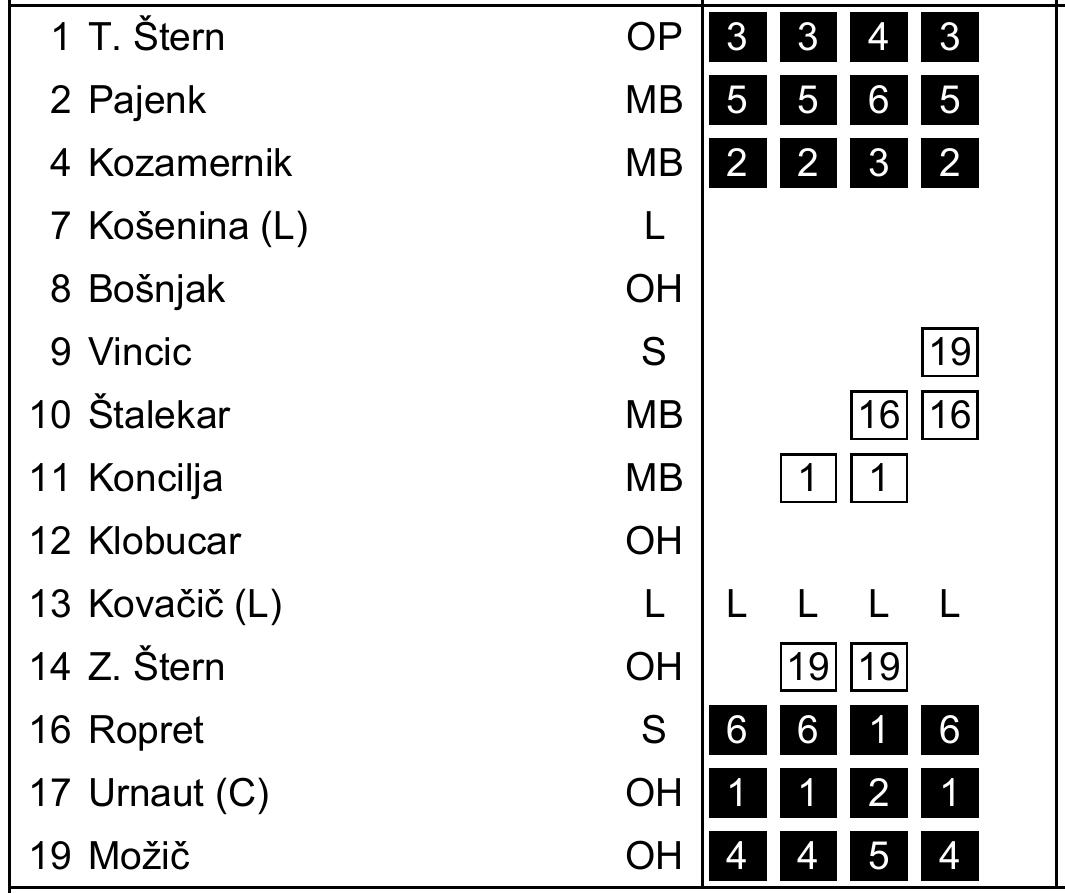 1 T. Štern OP 3 3 4 3
2 Pajenk MB 5 5 6 5
4 Kozamernik MB 2 2 3 2
7 Košenina (L) L
8 Bošnjak OH
9 Vincic S 19
10 Štalekar MB 16 16
11 Koncilja MB 1 1
12 Klobucar OH
13 Kovačič (L) L L L L L
14 Z. Štern OH 19 19
16 Ropret S 6 6 1 6
17 Urnaut (C) OH 1 1 2 1
19 Možič OH 4 4 5 4